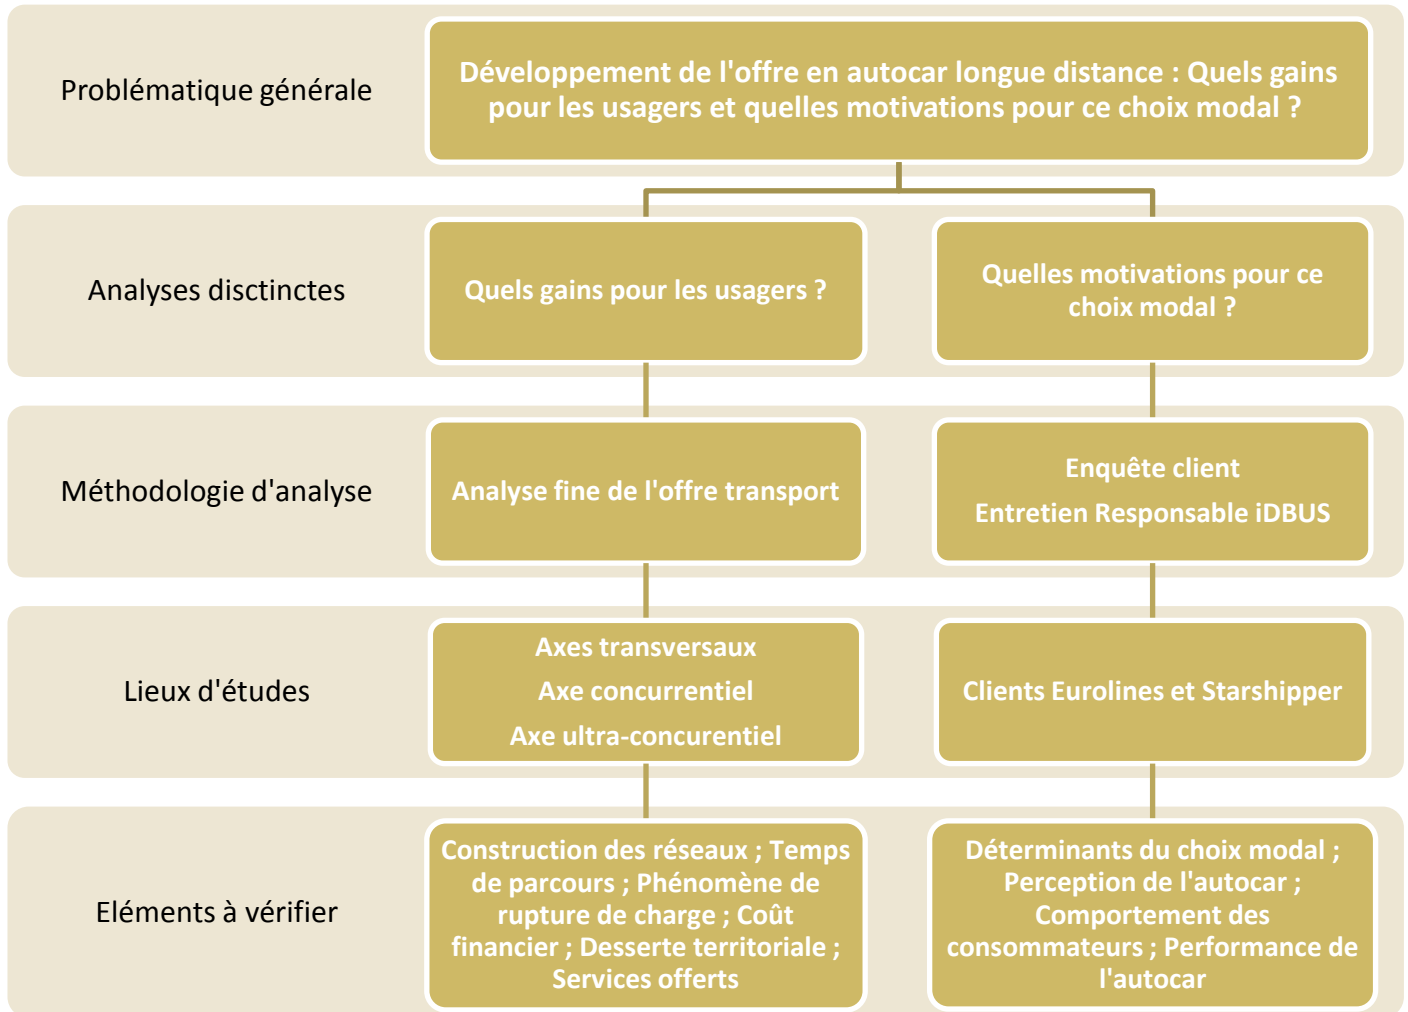 Problématique générale
Développement de l'offre en autocar longue distance : Quels gains
pour les usagers et quelles motivations pour ce choix modal ?
Analyses disctinctes
Quels gains pour les usagers ?
Quelles motivations pour ce
choix modal ?
Méthodologie d'analyse
Analyse fine de l'offre transport
Enquête client
Entretien Responsable iDBUS
Lieux d'études
Axes transversaux
Axe concurrentiel
Axe ultra-concurentiel
Clients Eurolines et Starshipper
Eléments à vérifier
Construction des réseaux ; Temps
de parcours ; Phénomène de
rupture de charge ; Coût
financier ; Desserte territoriale ;
Services offerts
Déterminants du choix modal ;
Perception de l'autocar ;
Comportement des
consommateurs ; Performance de
l'autocar